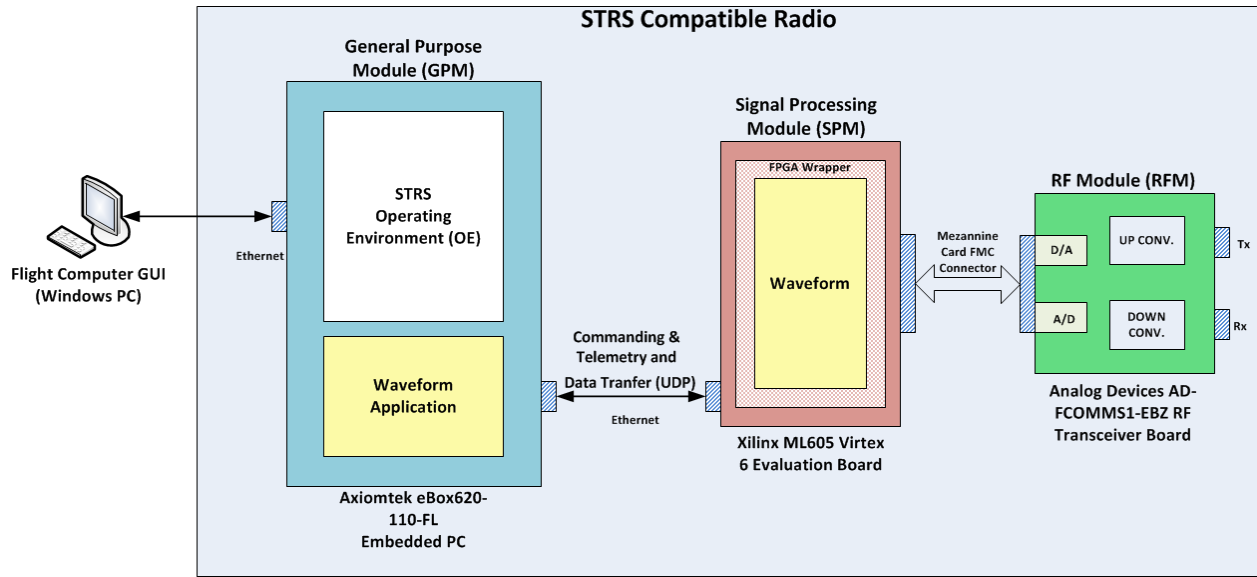 STRS Compatible Radio
General Purpose
Module (GPM)
STRS
Operating
Environment (OE)
Waveform
Application
Axiomtek eBox620-
110-FL
Embedded PC
Flight Computer GUI
(Windows PC)
Ethernet
Commanding &
Telemetry and
Data Tranfer (UDP)
Ethernet
Signal Processing
Module (SPM)
FPGA Wrapper
Waveform
Xilinx ML605 Virtex
6 Evaluation Board
Mezannine
Card FMC
Connector
RF Module (RFM)
D/A
UP CONV.
A/D
DOWN
CONV.
Tx
Rx
Analog Devices AD-
FCOMMS1-EBZ RF
Transceiver Board